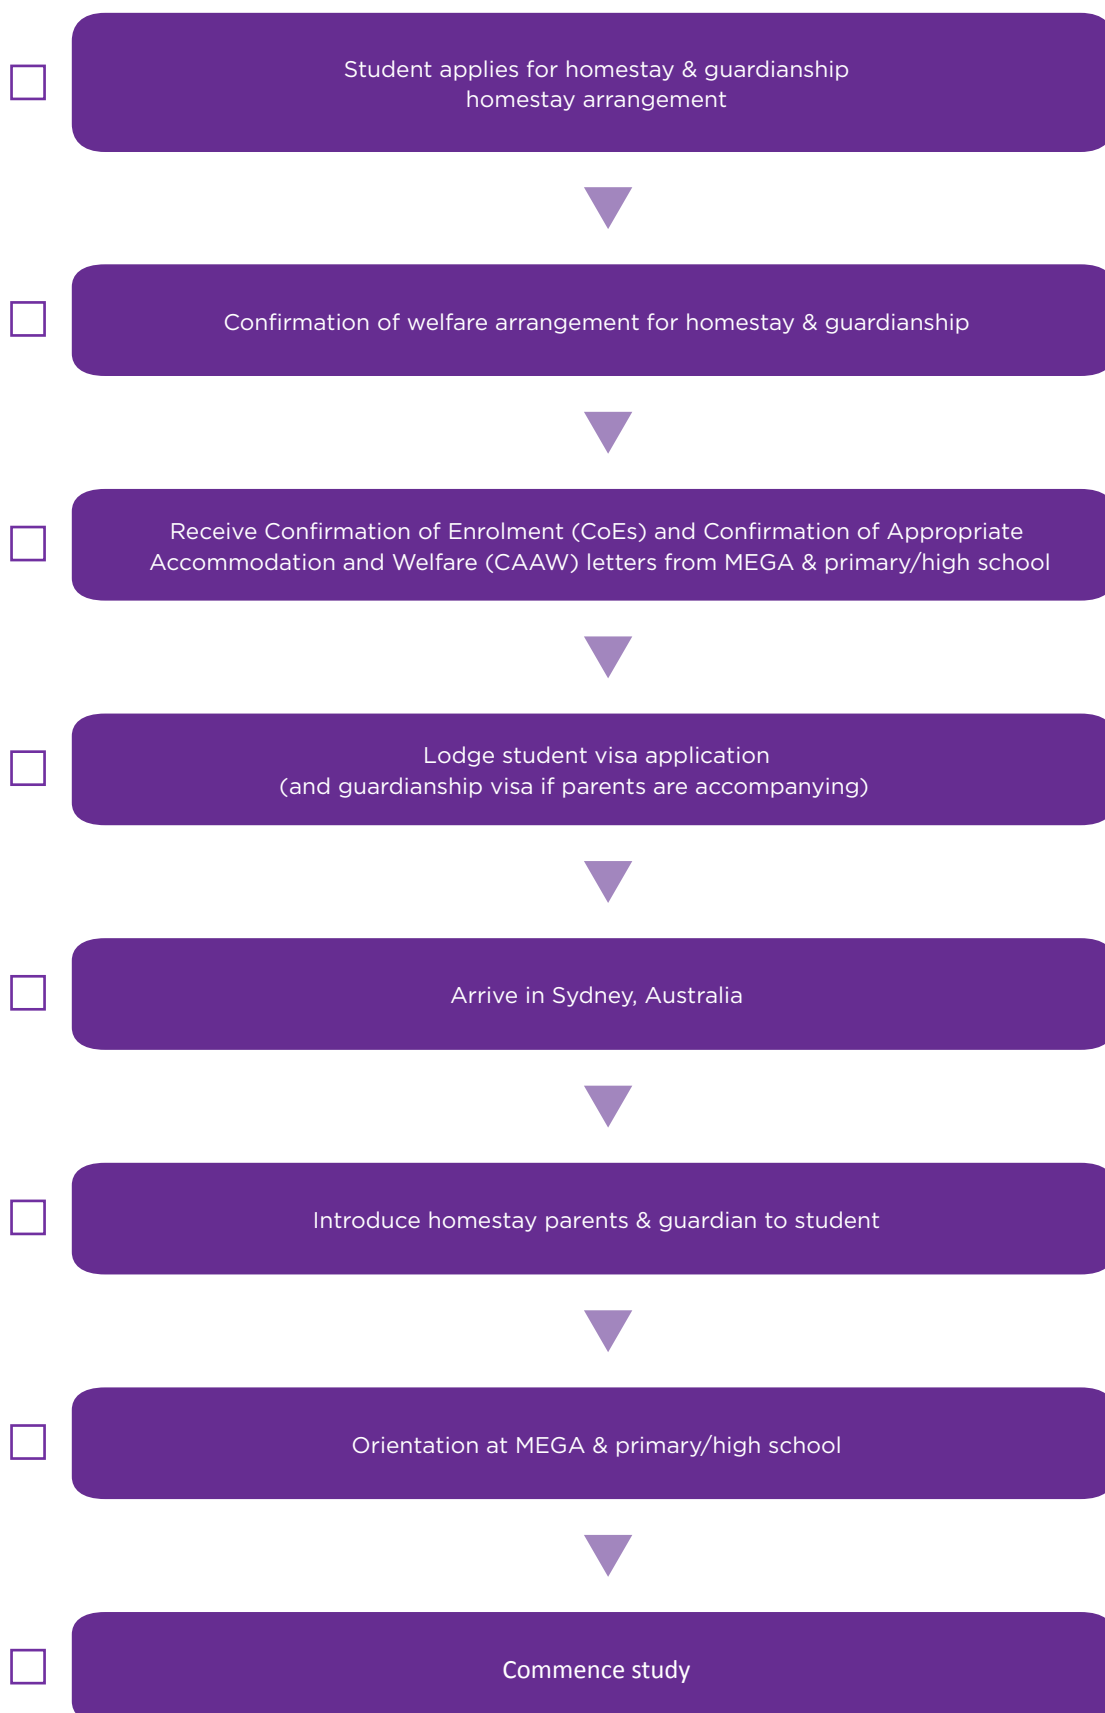 Student applies for homestay & guardianship
homestay arrangement
Confirmation of welfare arrangement for homestay & guardianship
Receive Confirmation of Enrolment (CoEs) and Confirmation of Appropriate
Accommodation and Welfare (CAAW) letters from MEGA & primary/high school
Lodge student visa application
(and guardianship visa if parents are accompanying)
Arrive in Sydney, Australia
Introduce homestay parents & guardian to student
Orientation at MEGA & primary/high school
Commence study